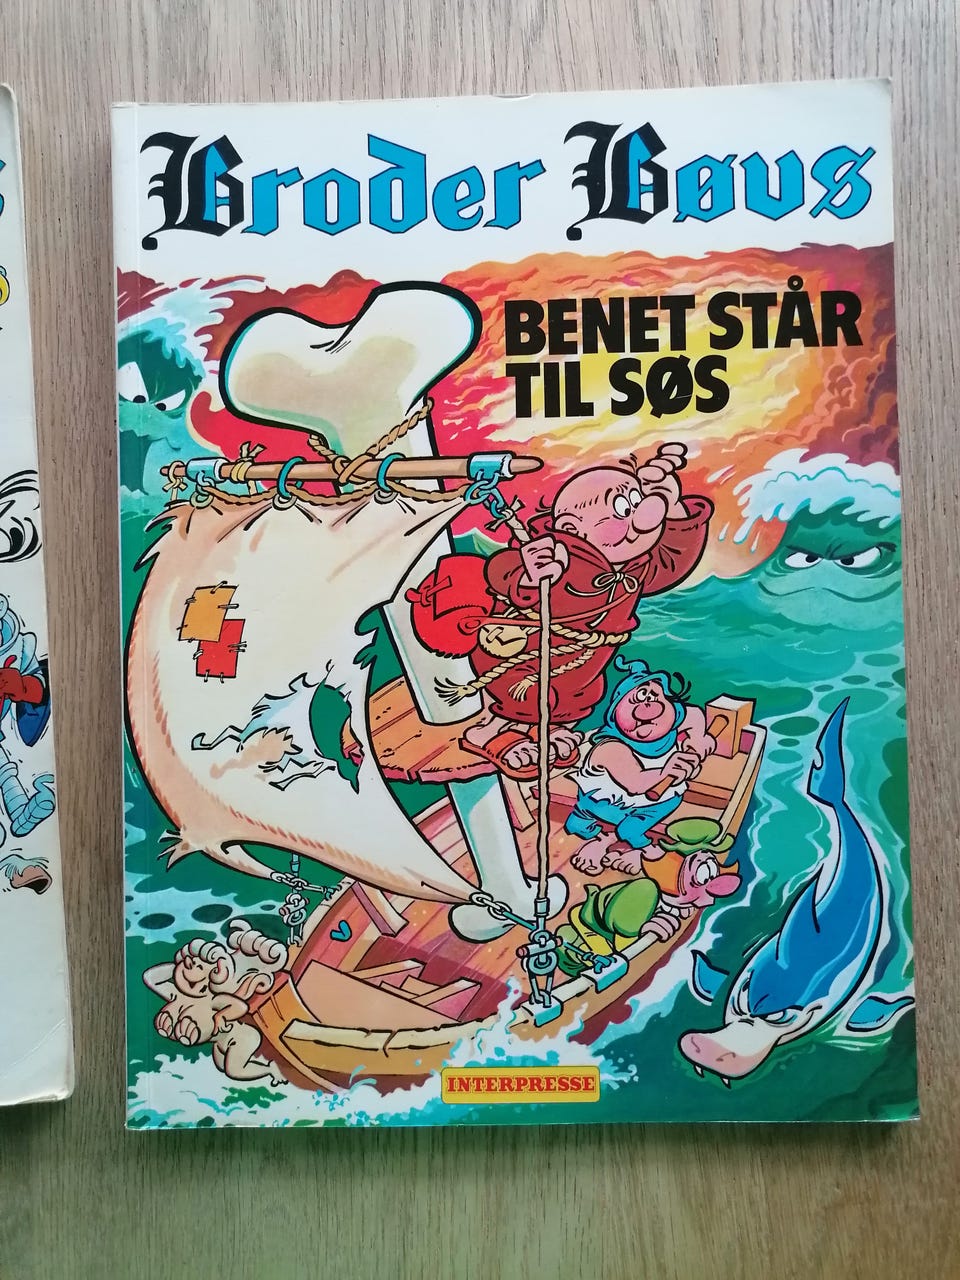 Broder Bøvs
BENET STÅR
TIL SØS
INTERPRESSE